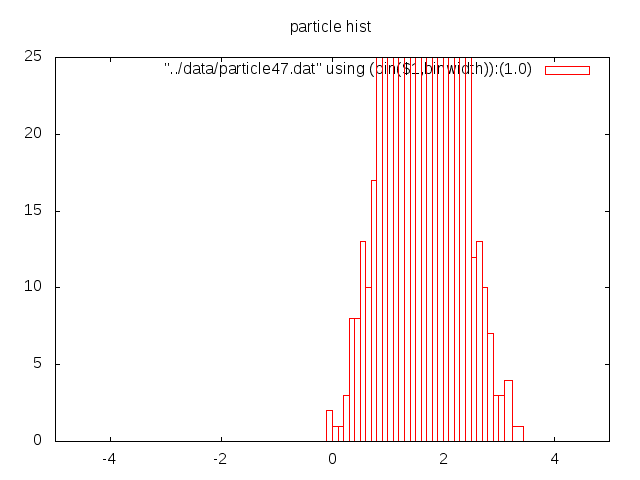 particle hist
25
"../data/particle47.dat" using (bin($1,binwidth)):(1.0)
20
15
10
5
0
-4 -2 0 2 4